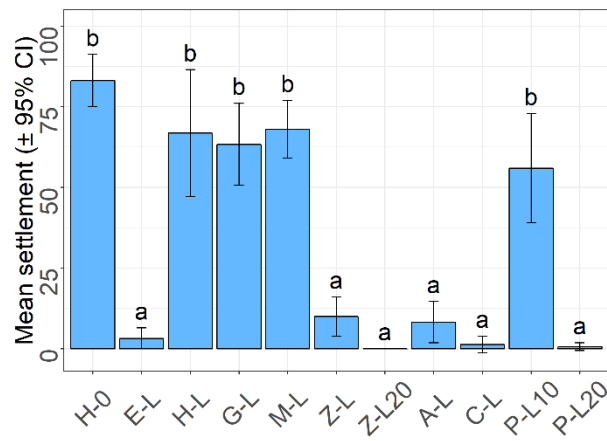 Mean settlement (± 95% CI)
100
75
50
25
0
b
a
b
b
b
a
a
a
a
b
a
H-0
E-L
H-L
G-L
M-L
Z-L
Z-L20
A-L
C-L
P-L10
P-L20